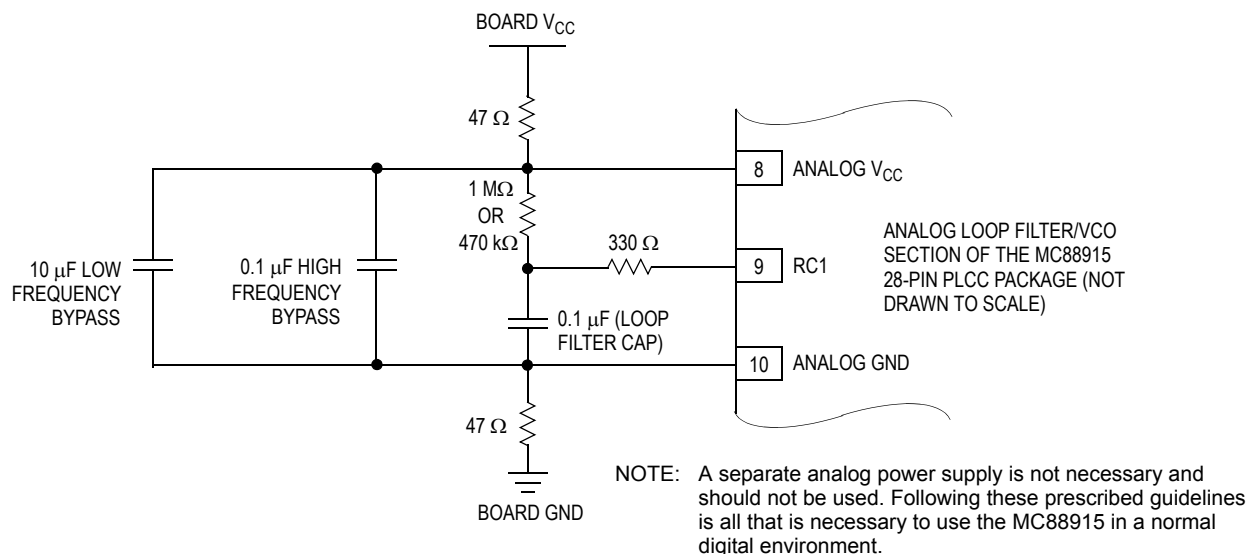 BOARD VCC
47 Ω
8 ANALOG VCC
1 MΩ
OR
470 kΩ
330 Ω
9 RC1
ANALOG LOOP FILTER/VCO
SECTION OF THE MC88915
28-PIN PLCC PACKAGE (NOT
DRAWN TO SCALE)
10 μF LOW
FREQUENCY
BYPASS
0.1 μF HIGH
FREQUENCY
BYPASS
0.1 μF (LOOP
FILTER CAP)
10 ANALOG GND
47 Ω
BOARD GND
NOTE: A separate analog power supply is not necessary and
should not be used. Following these prescribed guidelines
is all that is necessary to use the MC88915 in a normal
digital environment.